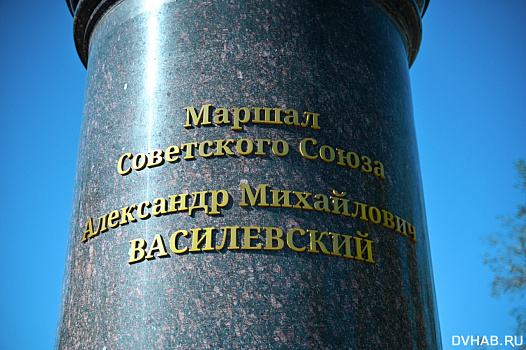 Маршал
Советского Союза
Александр Михайлович
ВАСИЛЕВСКИЙ
DVHAB.RU